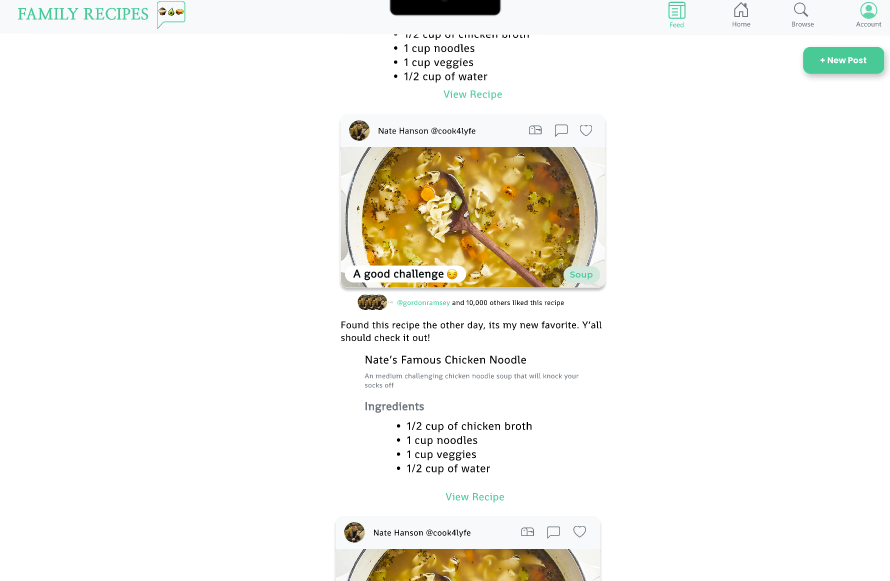 FAMILY RECIPES
Feed
Home
Browse
Account
+ New Post
• 1/2 cup of chicken broth
• 1 cup noodles
• 1 cup veggies
• 1/2 cup of water
View Recipe
Nate Hanson @cook4lyfe
A good challenge 😏
Soup
@gordonramsey and 10,000 others liked this recipe
Found this recipe the other day, its my new favorite. Y'all
should check it out!
Nate's Famous Chicken Noodle
An medium challenging chicken noodle soup that will knock your
socks off
Ingredients
• 1/2 cup of chicken broth
• 1 cup noodles
• 1 cup veggies
• 1/2 cup of water
View Recipe
Nate Hanson @cook4lyfe